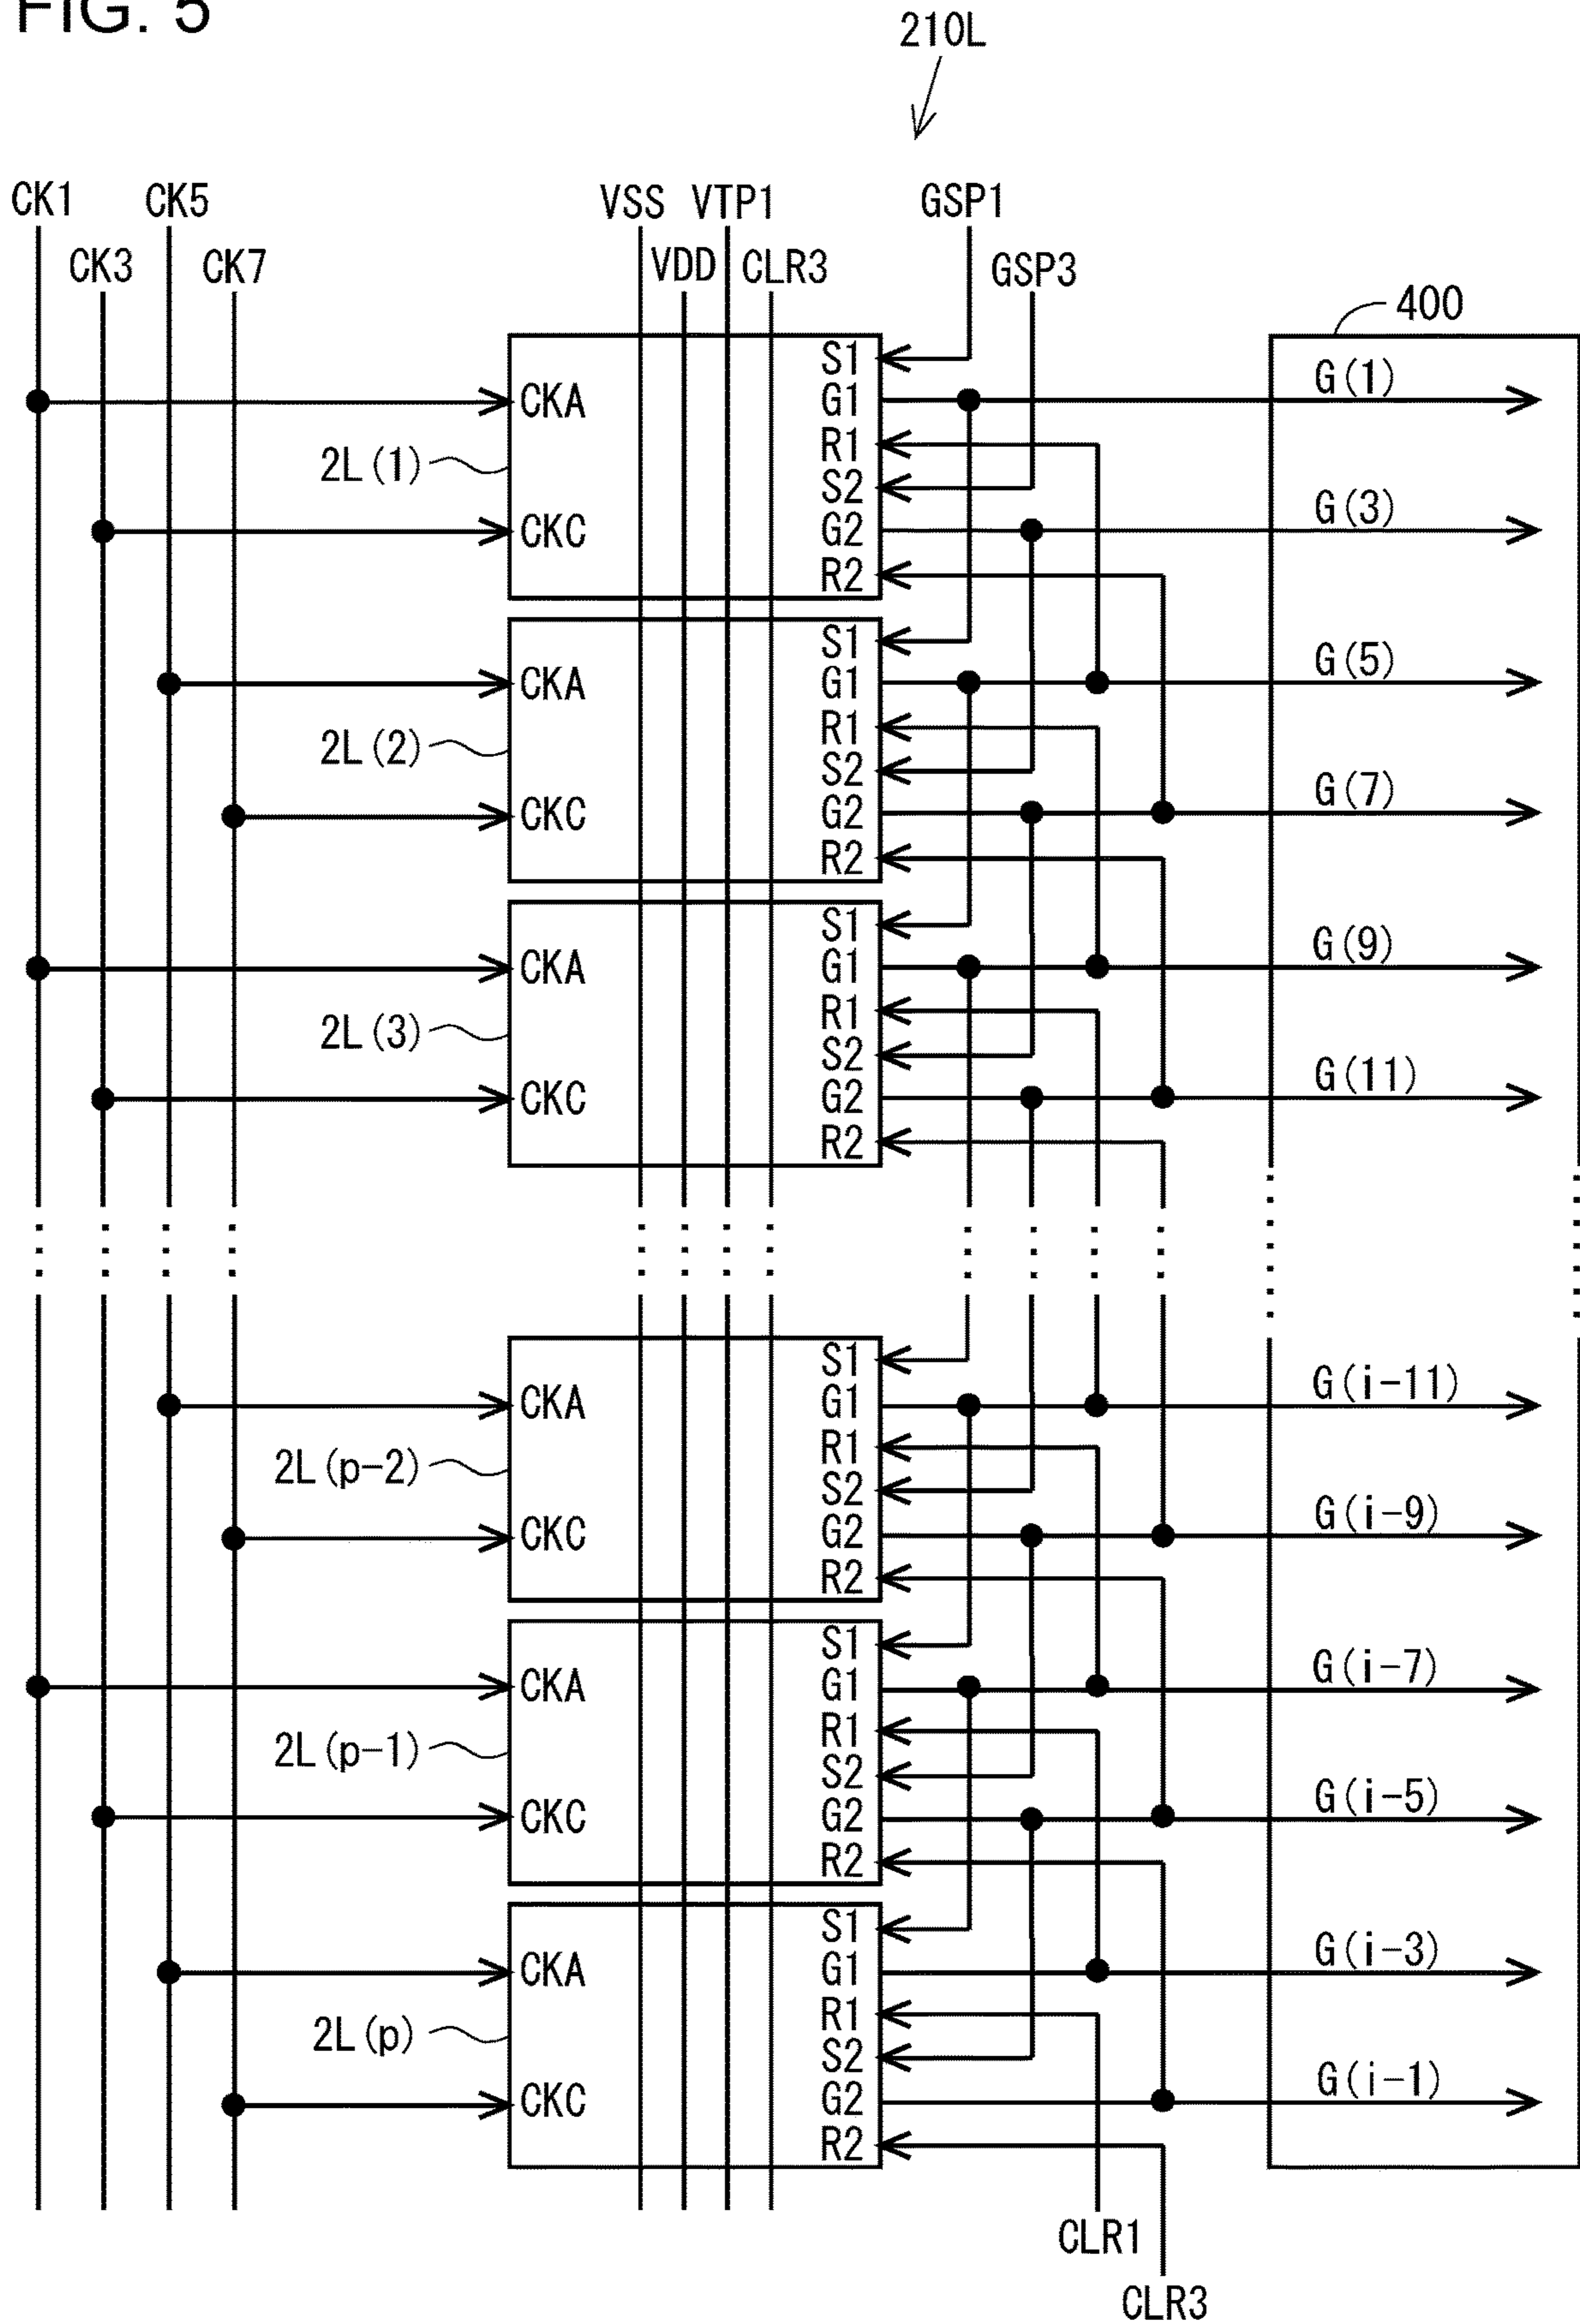 FIG. 5
210L
CK1 CK5 VSS VTP1 GSP1
CK3 CK7 VDD CLR3 GSP3
400
S1
CKA G1 G(1)
R1
2L(1)
S2
CKC G2 G(3)
R2
S1
CKA G1 G(5)
R1
2L(2)
S2
CKC G2 G(7)
R2
S1
CKA G1 G(9)
R1
2L(3)
S2
CKC G2 G(11)
R2
S1
CKA G1 G(i-11)
R1
2L(p-2)
S2
CKC G2 G(i-9)
R2
S1
CKA G1 G(i-7)
R1
2L(p-1)
S2
CKC G2 G(i-5)
R2
S1
CKA G1 G(i-3)
R1
2L(p)
S2
CKC G2 G(i-1)
R2
CLR1
CLR3